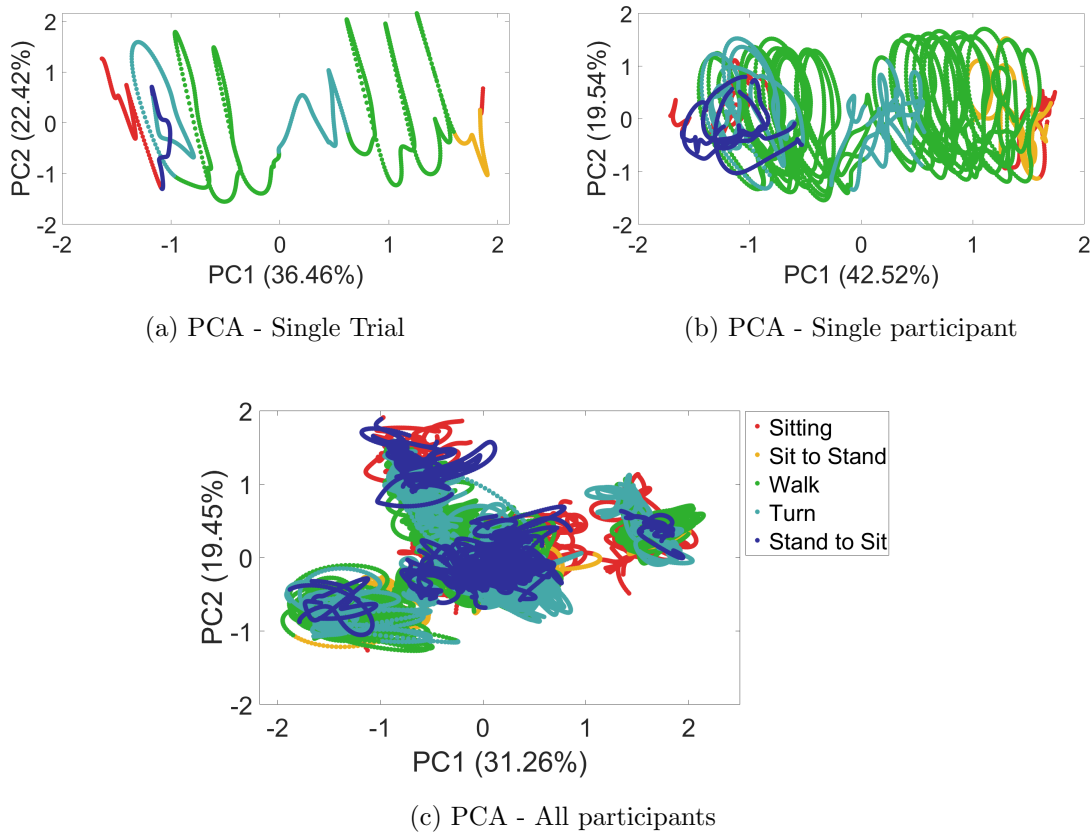 2
1
0
-1
-2
PC2 (22.42%)
-2
-1
0
1
2
PC1 (36.46%)
(a) PCA - Single Trial
2
1
0
-1
-2
PC2 (19.54%)
-2
-1
0
1
2
PC1 (42.52%)
(b) PCA - Single participant
2
1
0
-1
-2
PC2 (19.45%)
-2
-1
0
1
2
PC1 (31.26%)
Sitting
Sit to Stand
Walk
Turn
Stand to Sit
(c) PCA - All participants